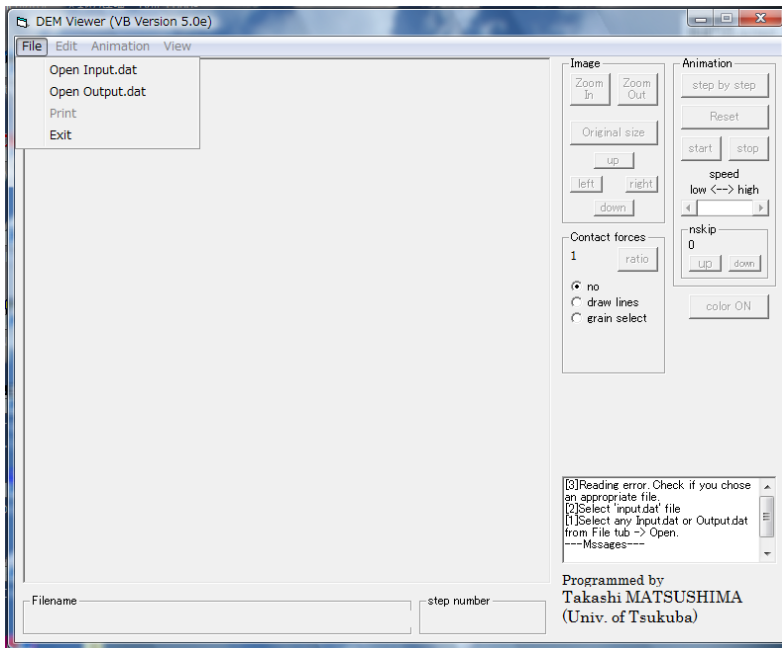 DEM Viewer (VB Version 5.0e)
File Edit Animation View
Open Input.dat
Open Output.dat
Print
Exit
Image
Zoom In
Zoom Out
Original size
up
left right
down
Contact forces
1 ratio
no
draw lines
grain select
Animation
step by step
Reset
start stop
speed
low <--> high
nskip
0
up down
color ON
[3]Reading error. Check if you chose
an appropriate file.
[2]Select 'input.dat' file
[1]Select any Input.dat or Output.dat
from File tub -> Open.
---Mssages---
Programmed by
Takashi MATSUSHIMA
(Univ. of Tsukuba)
Filename
step number